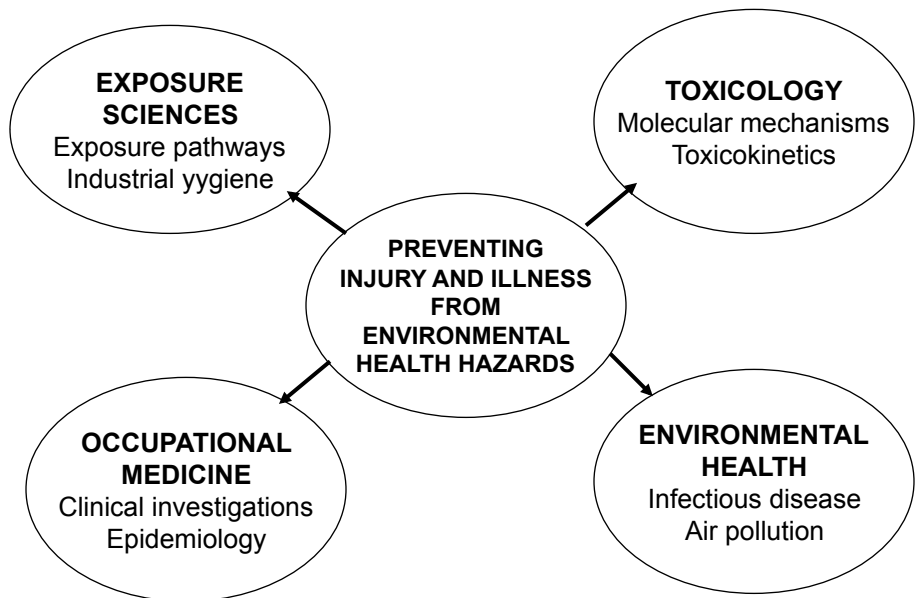 EXPOSURE
SCIENCES
Exposure pathways
Industrial yygiene
TOXICOLOGY
Molecular mechanisms
Toxicokinetics
PREVENTING
INJURY AND ILLNESS
FROM
ENVIRONMENTAL
HEALTH HAZARDS
OCCUPATIONAL
MEDICINE
Clinical investigations
Epidemiology
ENVIRONMENTAL
HEALTH
Infectious disease
Air pollution